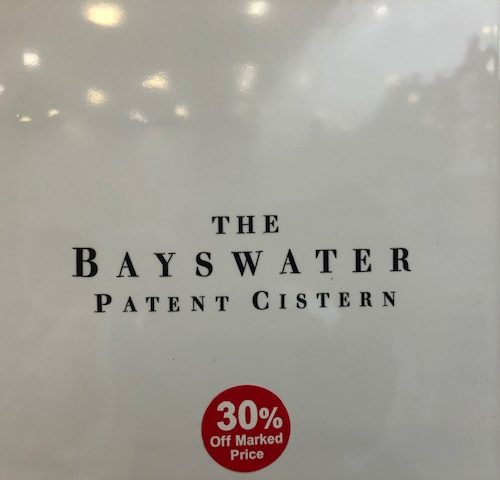 THE
BAYSWATER
PATENT CISTERN
30%
Off Marked
Price